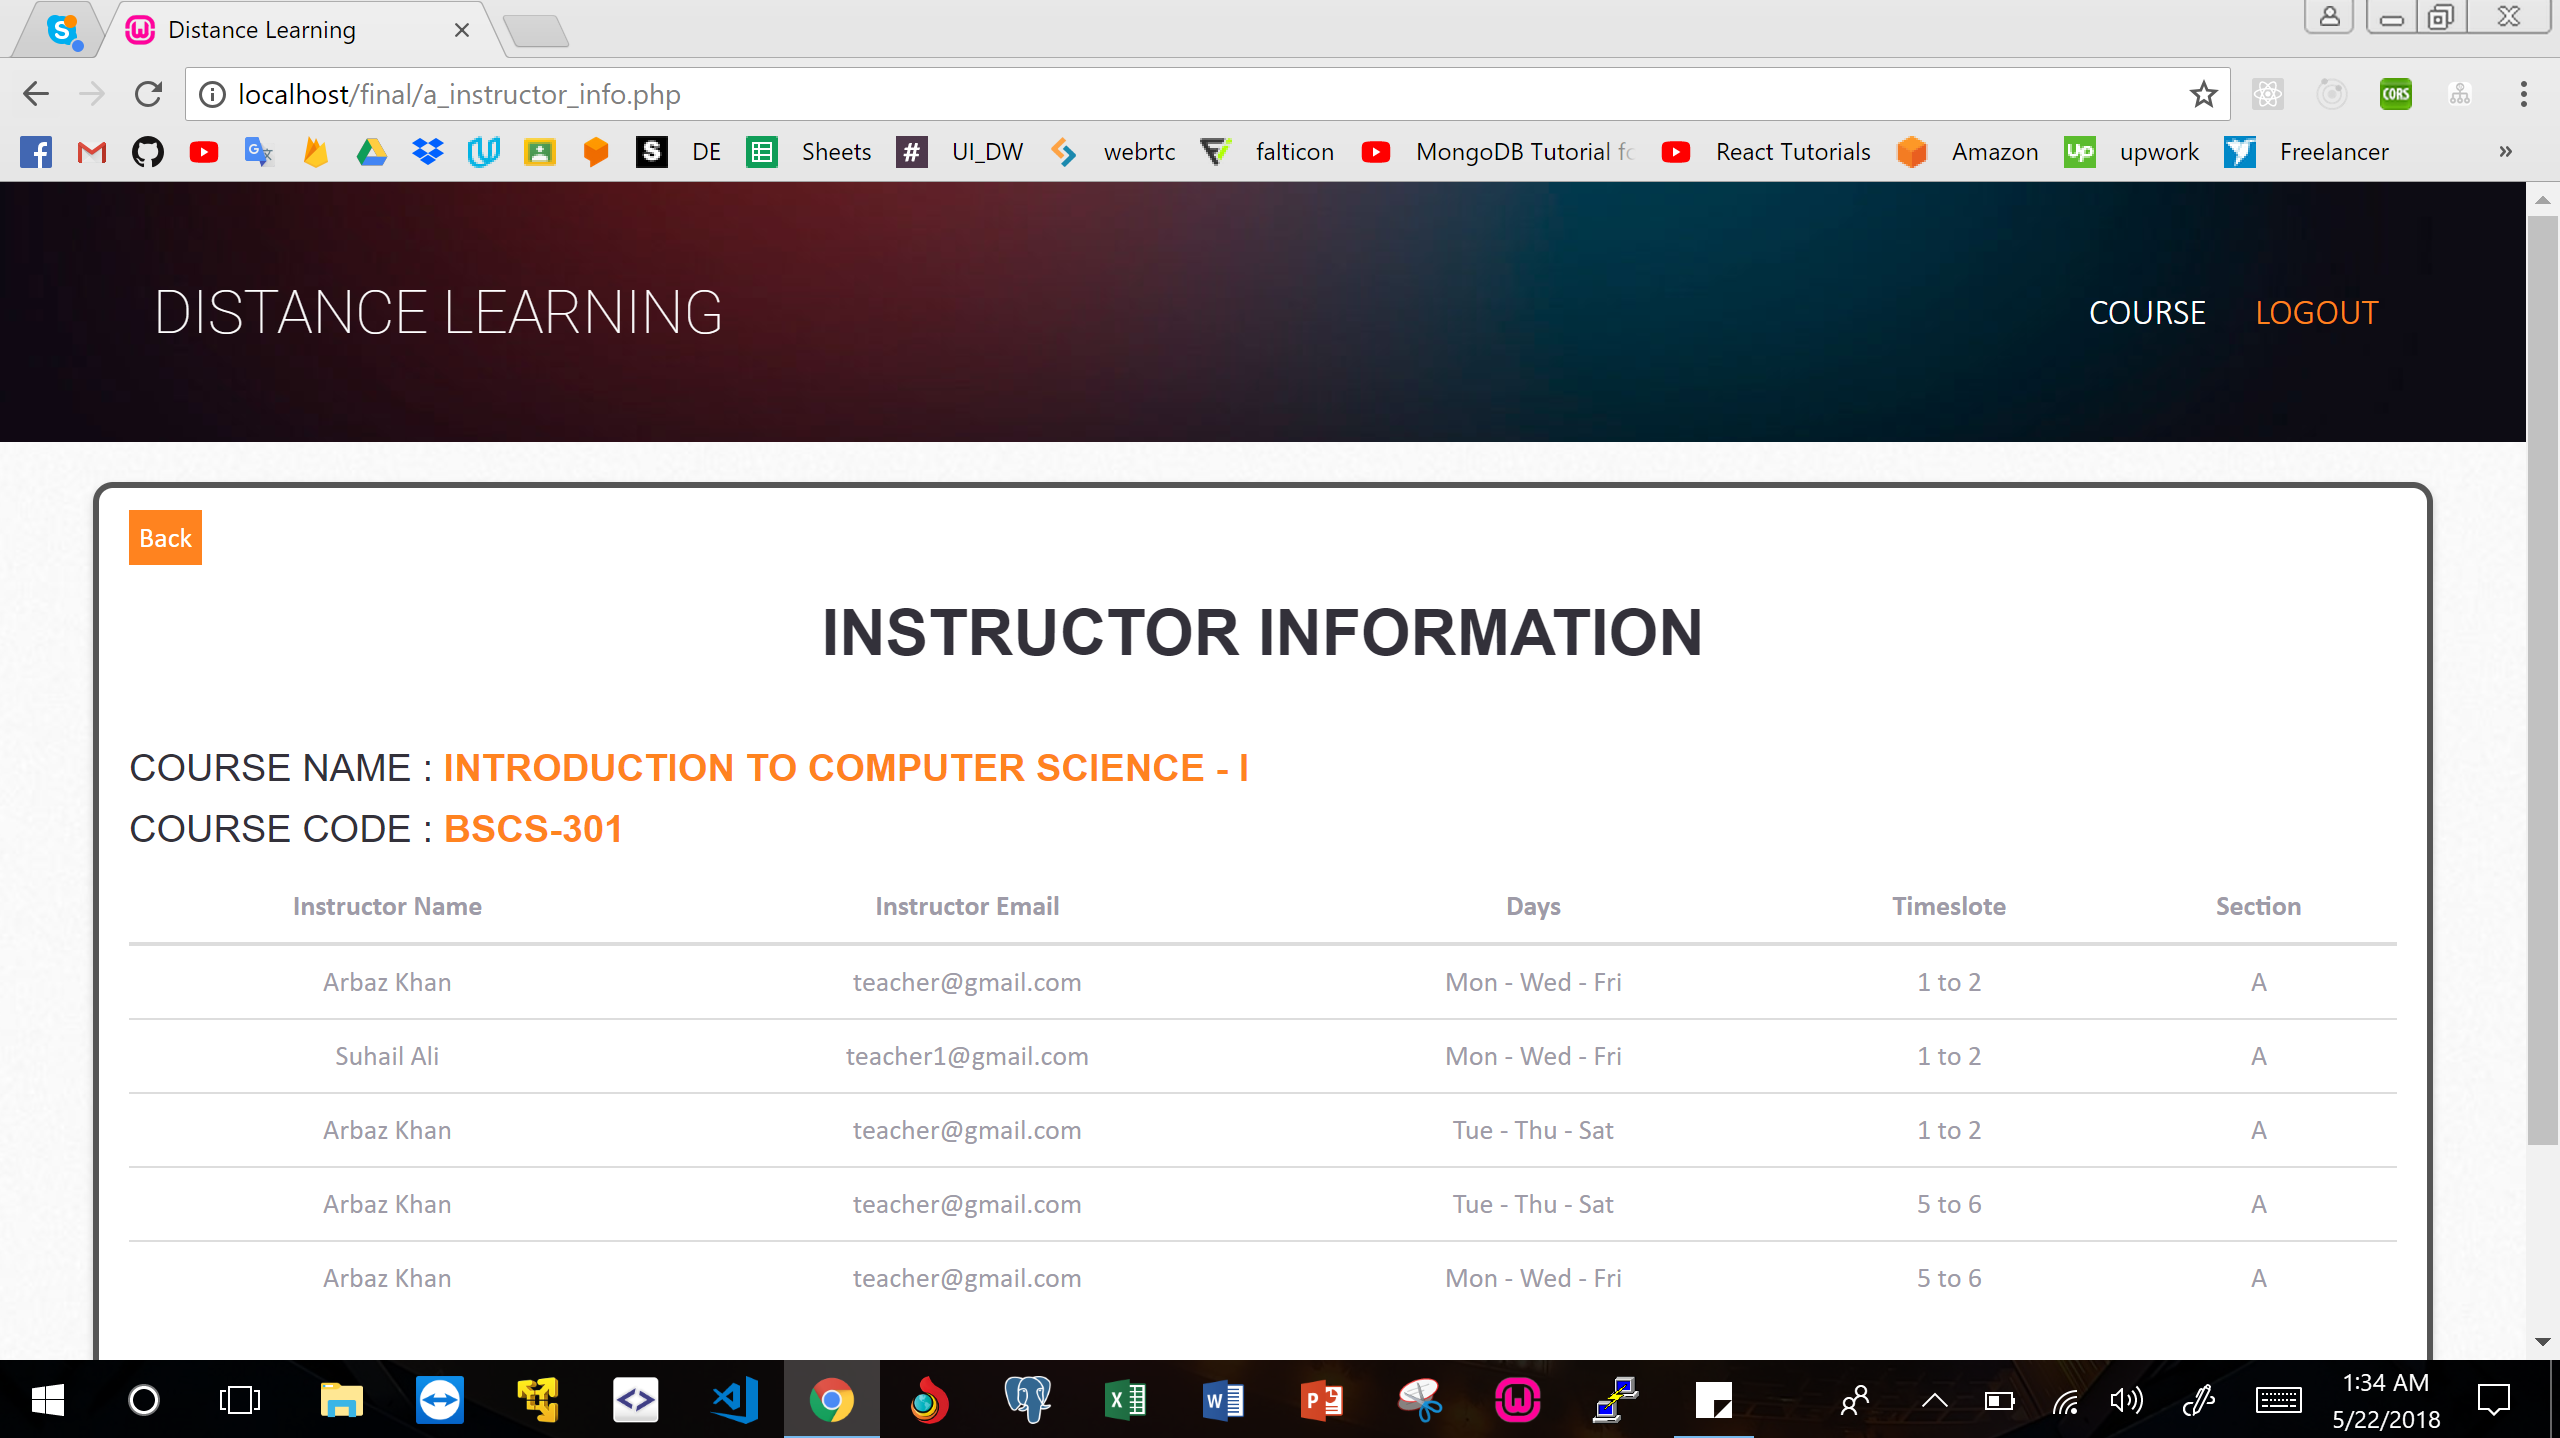 Distance Learning
localhost/final/a_instructor_info.php
DE Sheets UI_DW webrtc falticon MongoDB Tutorial fo React Tutorials Amazon upwork Freelancer »
DISTANCE LEARNING
COURSE LOGOUT
Back
INSTRUCTOR INFORMATION
COURSE NAME : INTRODUCTION TO COMPUTER SCIENCE - I
COURSE CODE : BSCS-301
Instructor Name Instructor Email Days Timeslote Section
Arbaz Khan teacher@gmail.com Mon - Wed - Fri 1 to 2 A
Suhail Ali teacher1@gmail.com Mon - Wed - Fri 1 to 2 A
Arbaz Khan teacher@gmail.com Tue - Thu - Sat 1 to 2 A
Arbaz Khan teacher@gmail.com Tue - Thu - Sat 5 to 6 A
Arbaz Khan teacher@gmail.com Mon - Wed - Fri 5 to 6 A
1:34 AM
5/22/2018